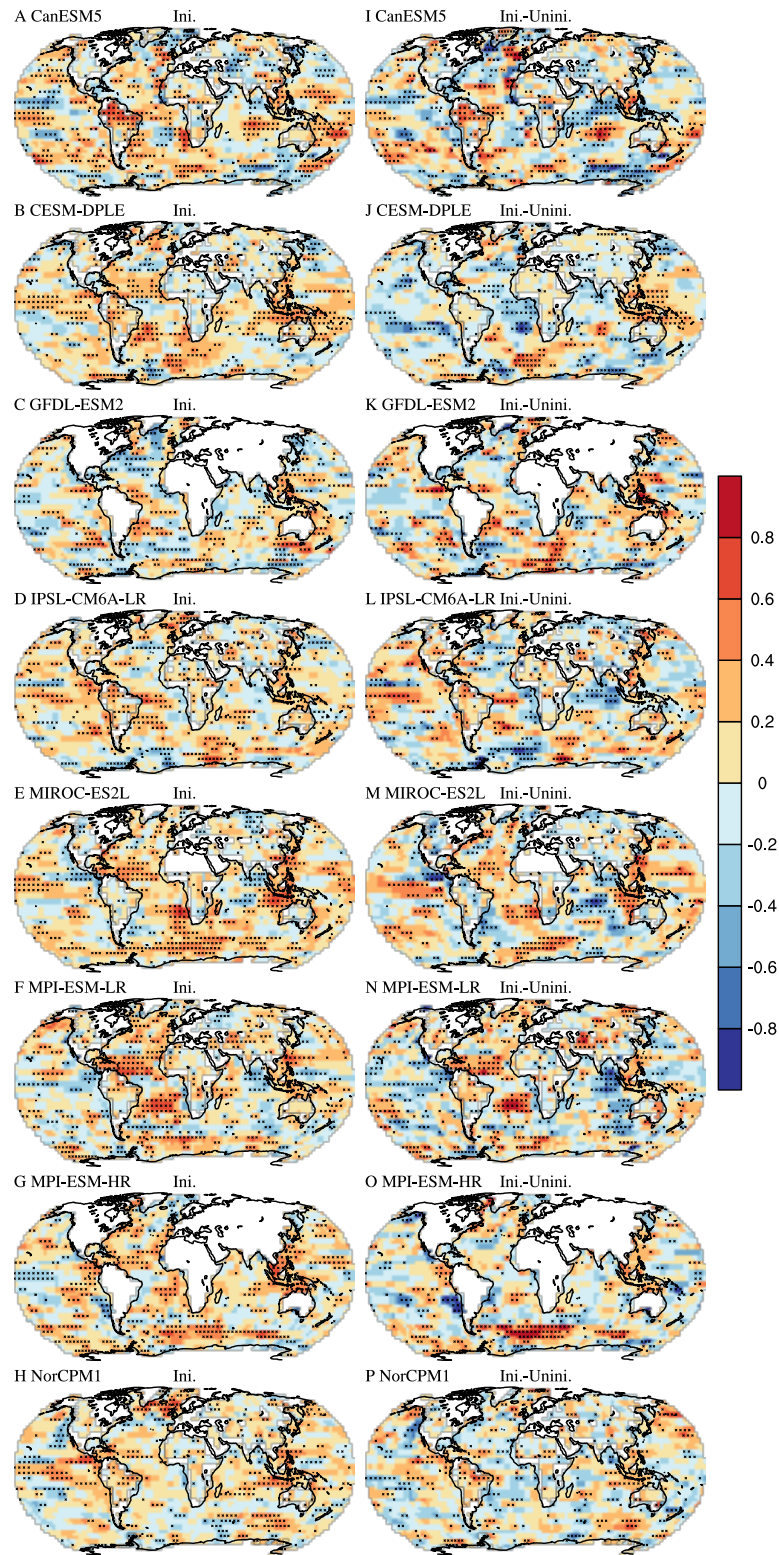 A CanESM5 Ini.
I CanESM5 Ini.-Unini.
B CESM-DPLE Ini.
J CESM-DPLE Ini.-Unini.
C GFDL-ESM2 Ini.
K GFDL-ESM2 Ini.-Unini.
D IPSL-CM6A-LR Ini.
L IPSL-CM6A-LR Ini.-Unini.
E MIROC-ES2L Ini.
M MIROC-ES2L Ini.-Unini.
F MPI-ESM-LR Ini.
N MPI-ESM-LR Ini.-Unini.
G MPI-ESM-HR Ini.
O MPI-ESM-HR Ini.-Unini.
H NorCPM1 Ini.
P NorCPM1 Ini.-Unini.
0.8
0.6
0.4
0.2
0
-0.2
-0.4
-0.6
-0.8